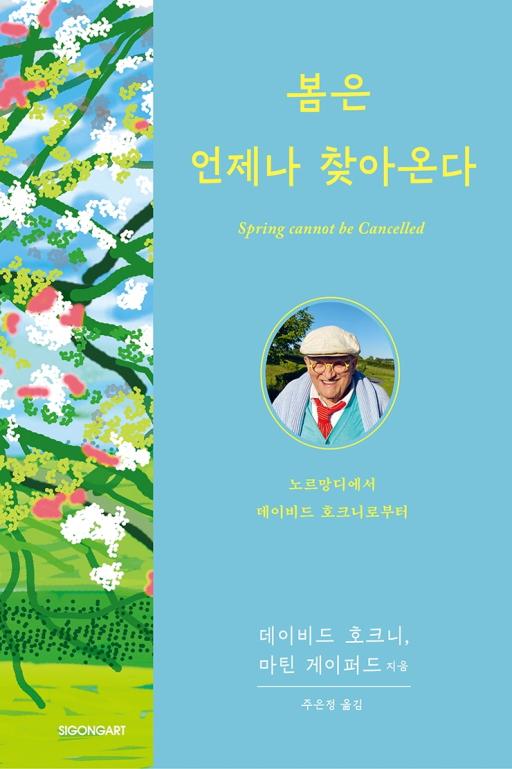 봄은
언제나 찾아온다
Spring cannot be Cancelled
노르망디에서
데이비드 호크니로부터
데이비드 호크니,
마틴 게이퍼드 지음
주은정 옮김
SIGONGART